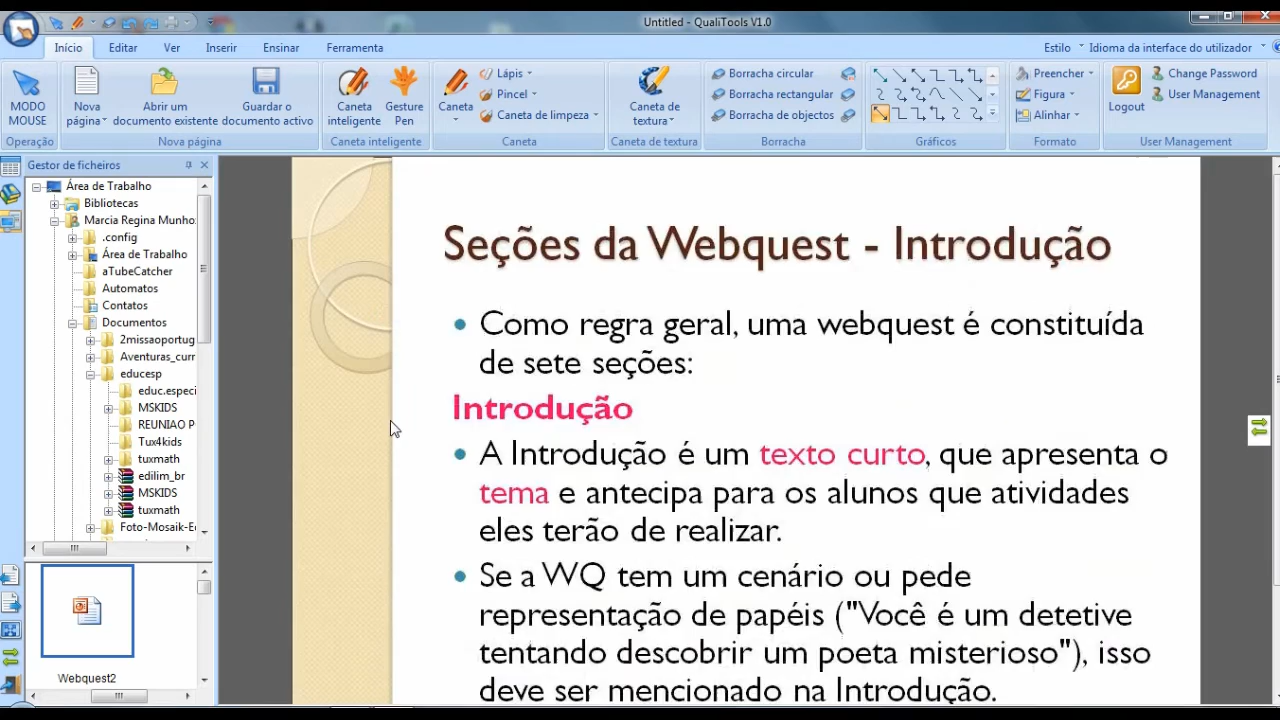 Untitled - QualiTools V1.0
Início Editar Ver Inserir Ensinar Ferramenta Estilo Idioma da interface do utilizador
MODO MOUSE
Operação
Nova página
Abrir um documento existente
Guardar o documento activo
Nova página
Caneta inteligente
Gesture Pen
Caneta inteligente
Caneta
Lápis
Pincel
Caneta de limpeza
Caneta
Caneta de textura
Caneta de textura
Borracha circular
Borracha rectangular
Borracha de objectos
Borracha
Gráficos
Preencher
Figura
Alinhar
Formato
Logout
Change Password
User Management
User Management
Gestor de ficheiros
Área de Trabalho
Bibliotecas
Marcia Regina Munho
.config
Área de Trabalho
aTubeCatcher
Automatos
Contatos
Documentos
2missaoportug
Aventuras_curr
educesp
educ.especi
MSKIDS
REUNIAO P
Tux4kids
tuxmath
edilim_br
MSKIDS
tuxmath
Foto-Mosaik-E
Webquest2
Seções da Webquest - Introdução
• Como regra geral, uma webquest é constituída
de sete seções:
Introdução
• A Introdução é um texto curto, que apresenta o
tema e antecipa para os alunos que atividades
eles terão de realizar.
• Se a WQ tem um cenário ou pede
representação de papéis ("Você é um detetive
tentando descobrir um poeta misterioso"), isso
deve ser mencionado na Introdução.